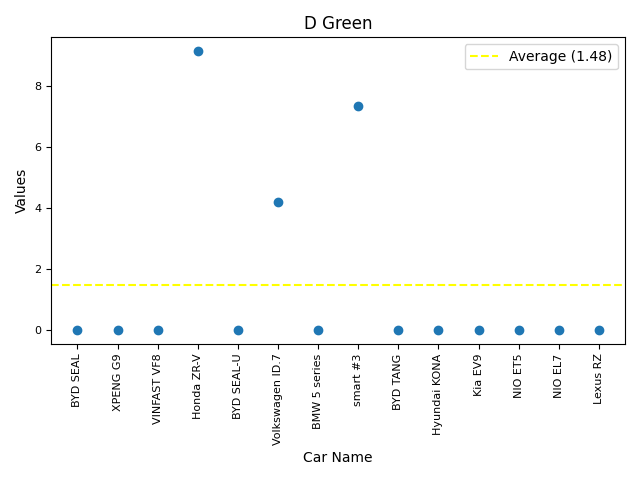 D Green
Average (1.48)
Values
8
6
4
2
0
BYD SEAL
XPENG G9
VINFAST VF8
Honda ZR-V
BYD SEAL-U
Volkswagen ID.7
BMW 5 series
smart #3
BYD TANG
Hyundai KONA
Kia EV9
NIO ET5
NIO EL7
Lexus RZ
Car Name